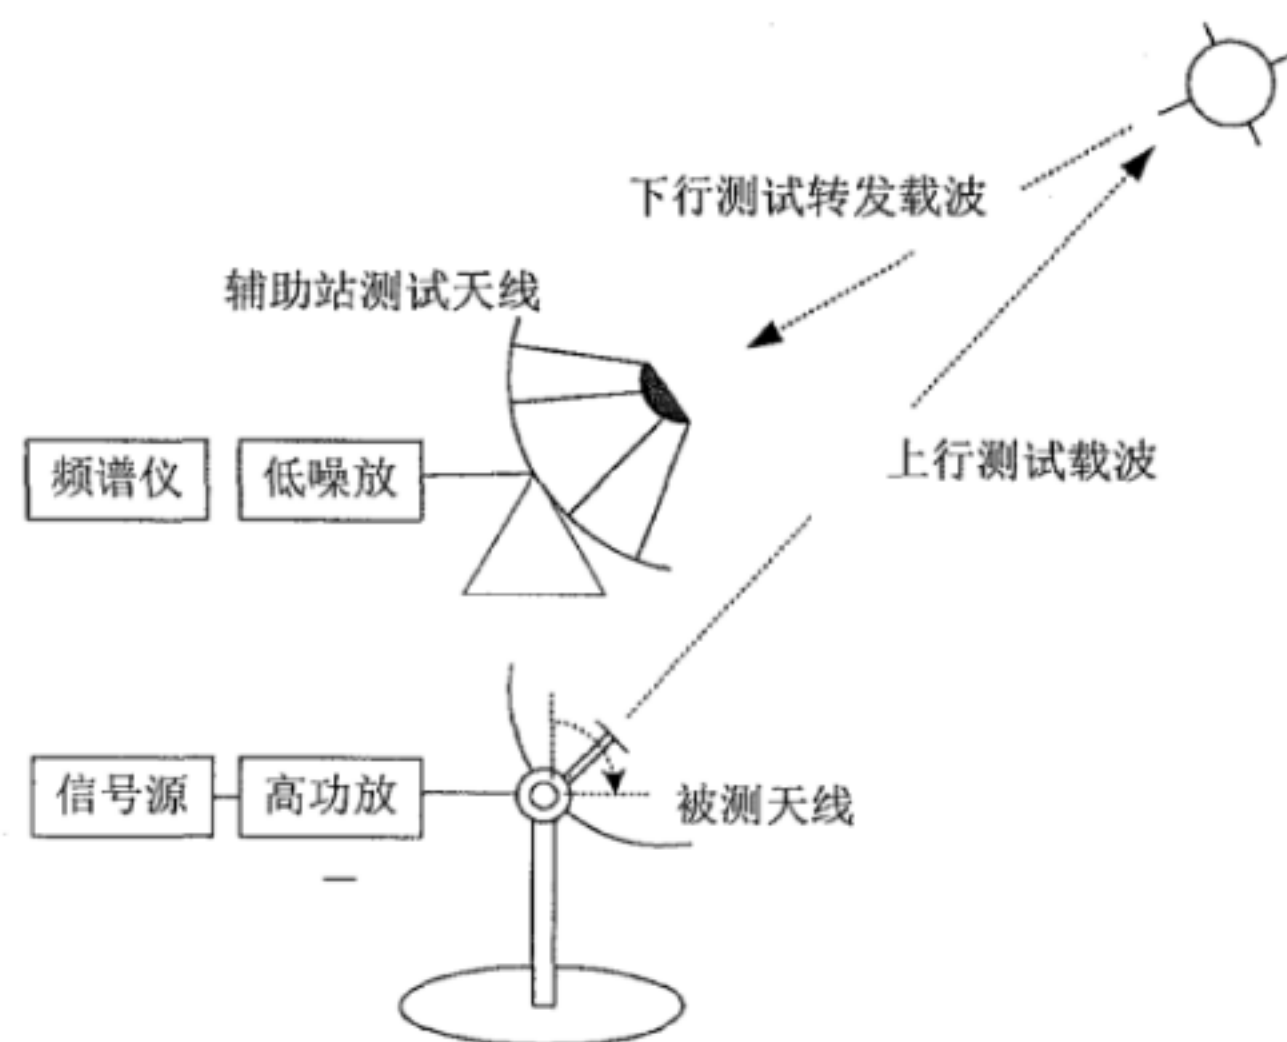 下行测试转发载波
辅助站测试天线
上行测试载波
频谱仪
低噪放
信号源
高功放
被测天线